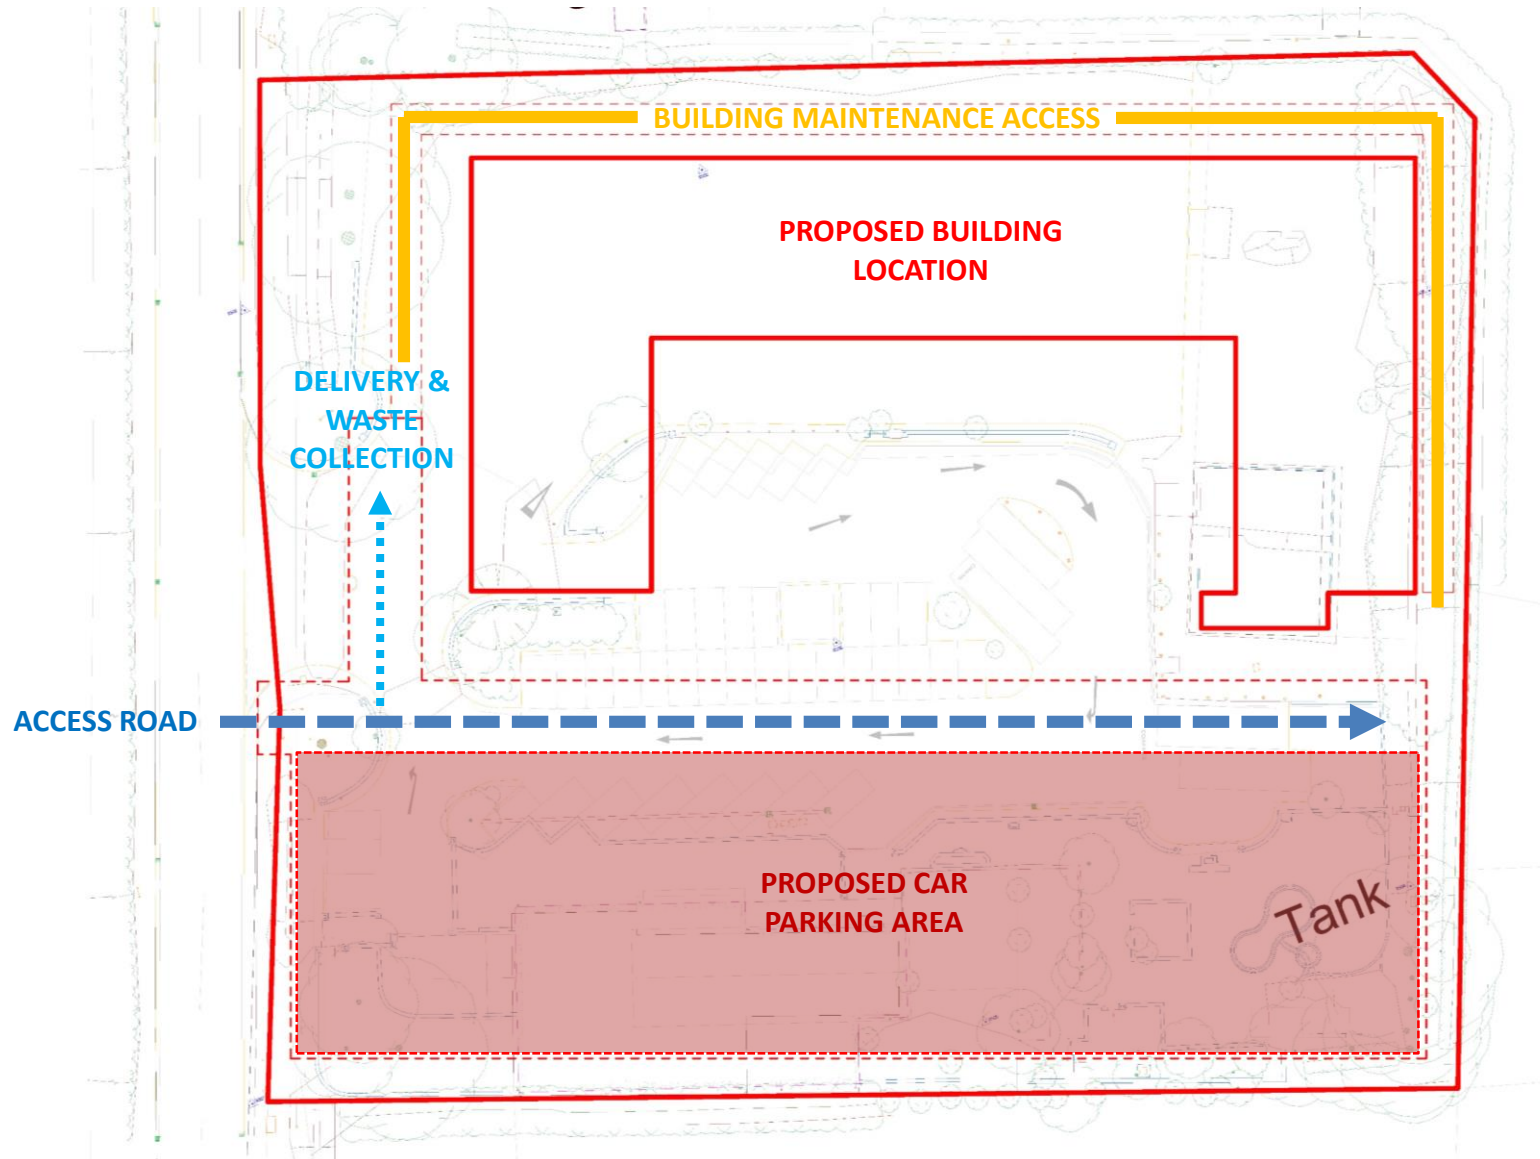 BUILDING MAINTENANCE ACCESS
PROPOSED BUILDING
LOCATION
DELIVERY &
WASTE
COLLECTION
ACCESS ROAD
PROPOSED CAR
PARKING AREA
Tank